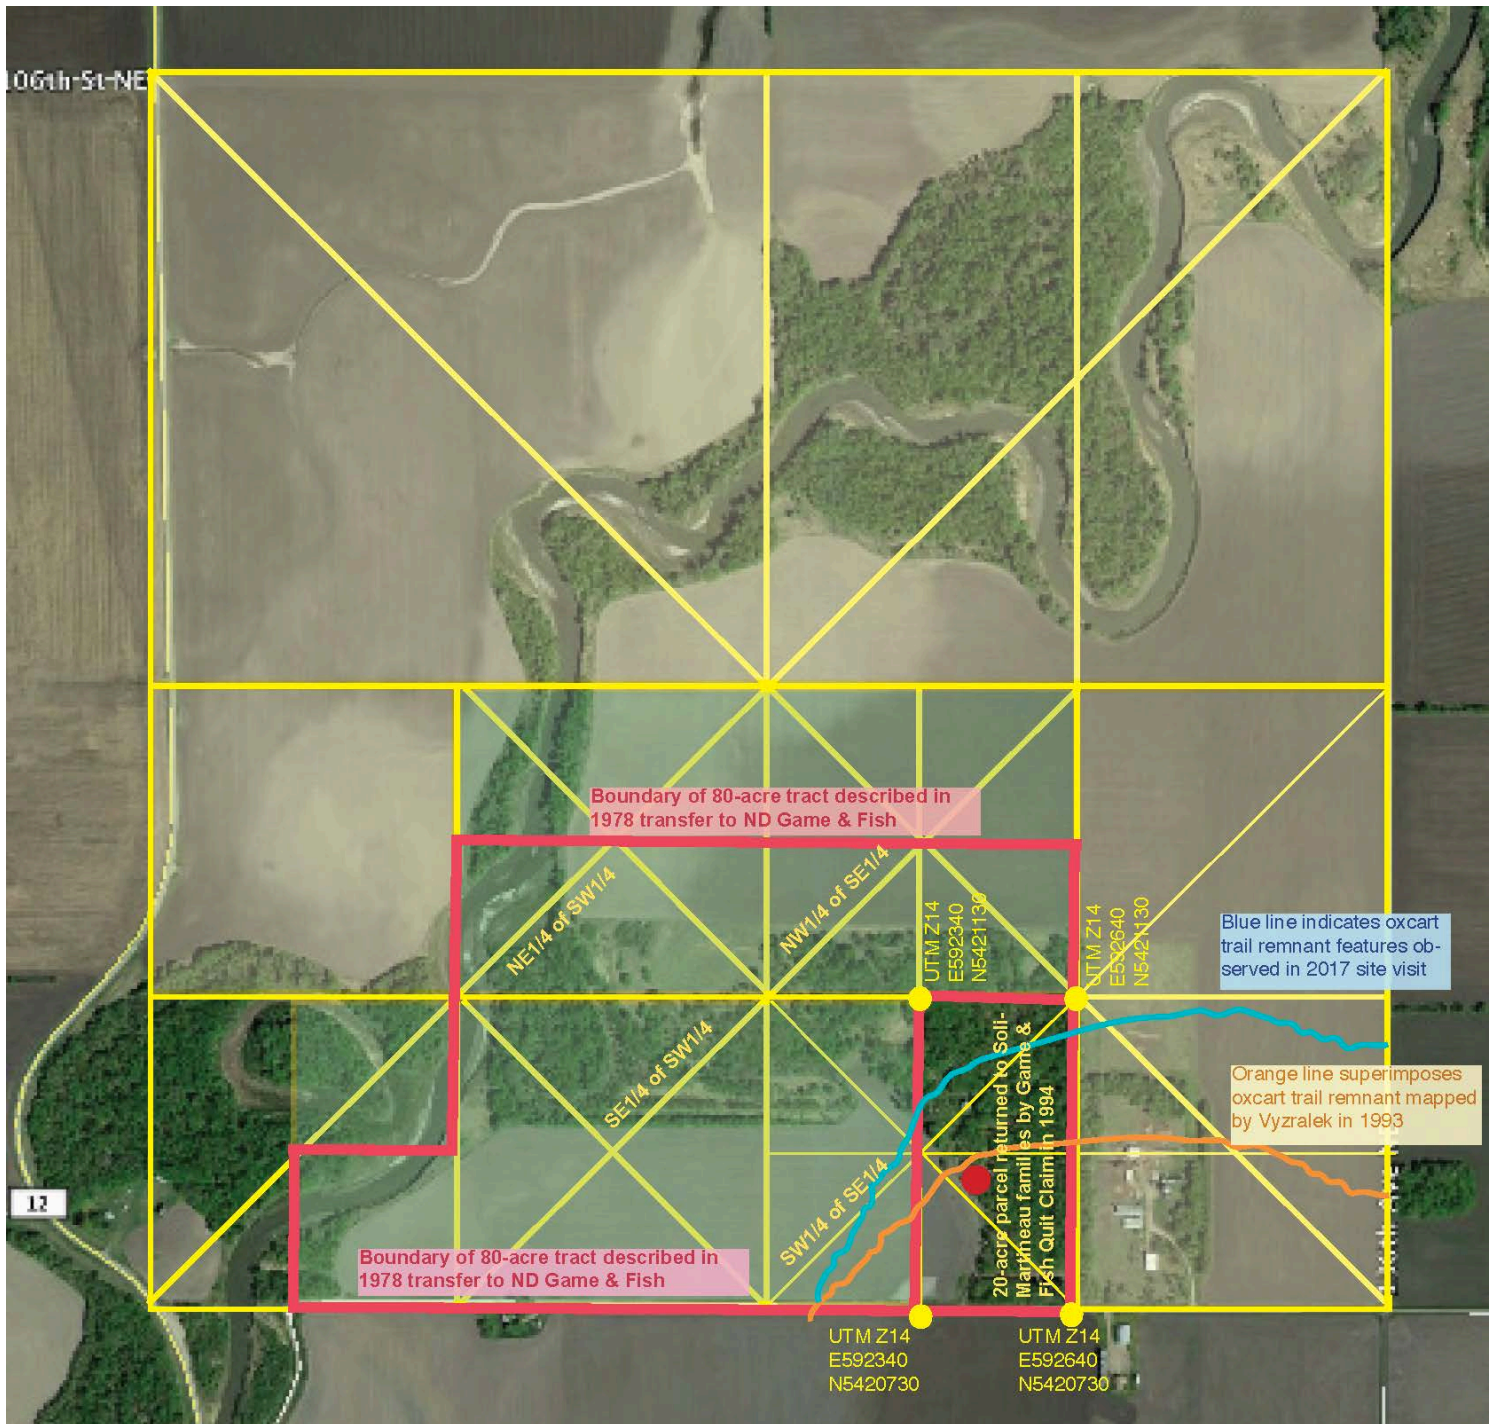 106th-St-NE
Boundary of 80-acre tract described in
1978 transfer to ND Game & Fish
NE1/4 of SW1/4
NW1/4 of SE1/4
UTM Z14
E592340
N5421130
UTM Z14
E592640
N5421130
Blue line indicates oxcart
trail remnant features ob-
served in 2017 site visit
SE1/4 of SW1/4
Orange line superimposes
oxcart trail remnant mapped
by Vyzralek in 1993
20-acre parcel returned to Soli-
Martineau families by Game &
Fish Quit Claim in 1994
SW1/4 of SE1/4
12
Boundary of 80-acre tract described in
1978 transfer to ND Game & Fish
UTM Z14
E592340
N5420730
UTM Z14
E592640
N5420730